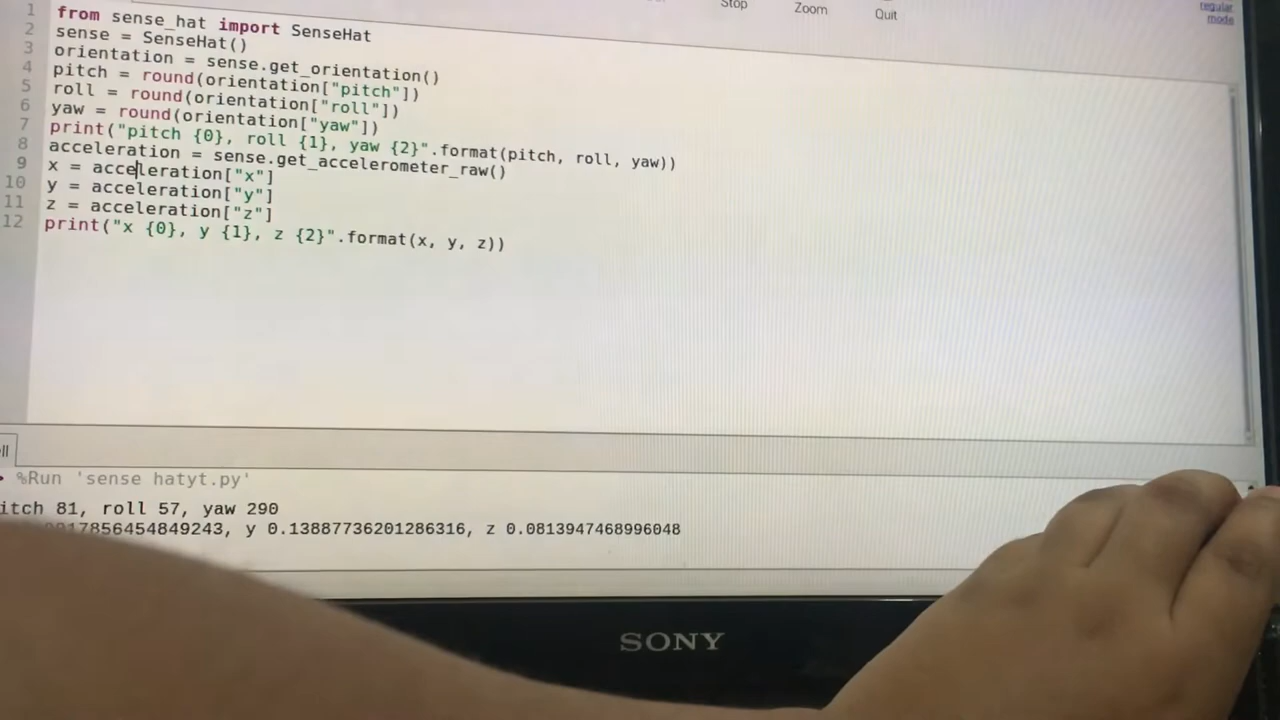 Stop
Zoom
Quit
regular
mode
1 from sense_hat import SenseHat
2 sense = SenseHat()
3 orientation = sense.get_orientation()
4 pitch = round(orientation["pitch"])
5 roll = round(orientation["roll"])
6 yaw = round(orientation["yaw"])
7 print("pitch {0}, roll {1}, yaw {2}".format(pitch, roll, yaw))
8 acceleration = sense.get_accelerometer_raw()
9 x = acceleration["x"]
10 y = acceleration["y"]
11 z = acceleration["z"]
12 print("x {0}, y {1}, z {2}".format(x, y, z))
%Run 'sense hatyt.py'
itch 81, roll 57, yaw 290
17856454849243, y 0.13887736201286316, z 0.0813947468996048
SONY